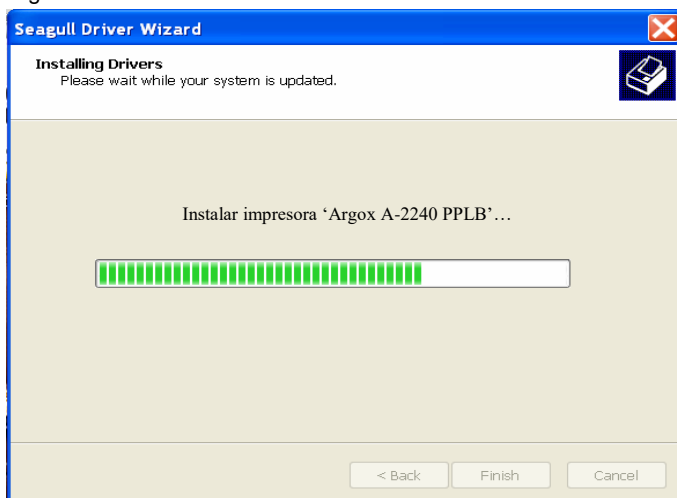 Seagull Driver Wizard
Installing Drivers
Please wait while your system is updated.
Instalar impresora ‘Argox A-2240 PPLB’…
< Back Finish Cancel